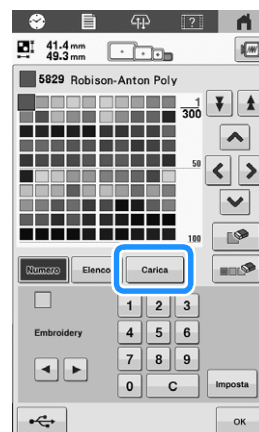 ?
41.4 mm
49.3 mm
5829 Robison-Anton Poly
1
300
50
100
Numero Elenco Carica
1 2 3
Embroidery 4 5 6
7 8 9
0 C Imposta
OK